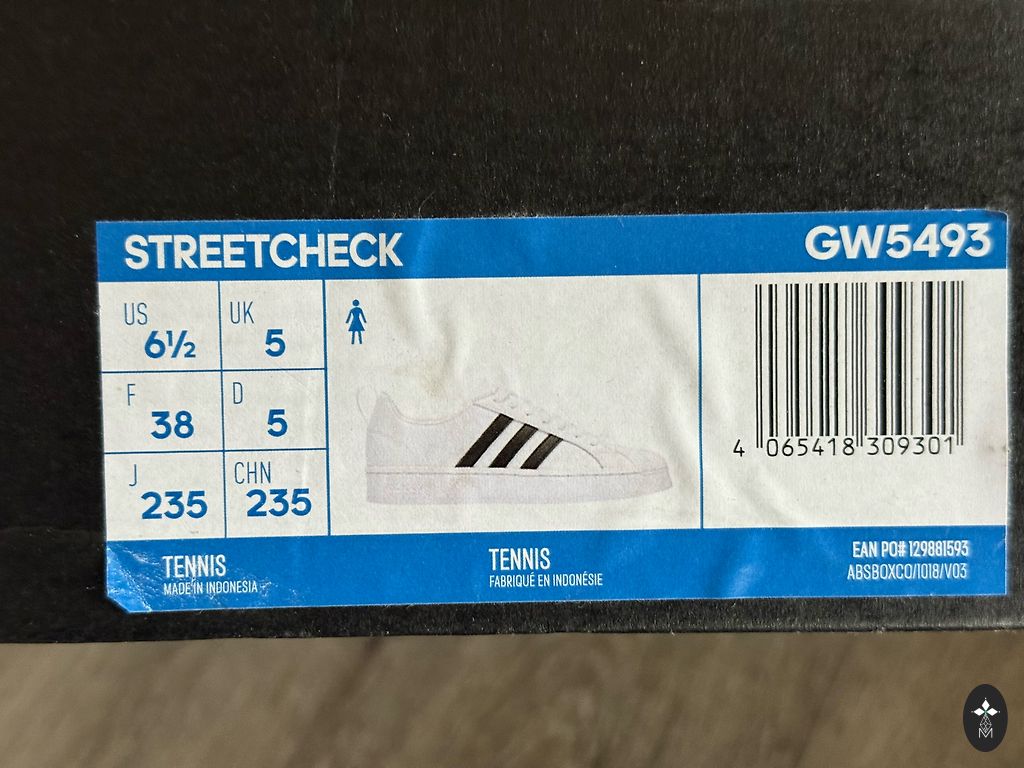 STREETCHECK
GW5493
US
6½
UK
5
F
38
D
5
J
235
CHN
235
4 065418 309301
TENNIS
MADE IN INDONESIA
TENNIS
FABRIQUÉ EN INDONÉSIE
EAN PO# 129881593
ABSBOXCO/1018/V03
M